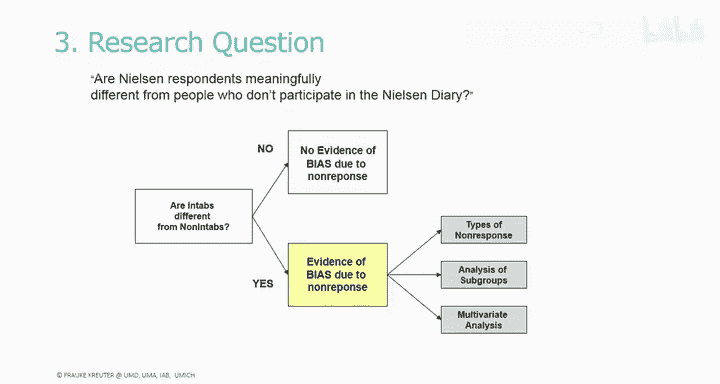 3. Research Question
"Are Nielsen respondents meaningfully
different from people who don't participate in the Nielsen Diary?"
NO
No Evidence of
BIAS due to
nonreponse
Are Intabs
different
from NonIntabs?
YES
Evidence of
BIAS due to
nonreponse
Types of
Nonresponse
Analysis of
Subgroups
Multivariate
Analysis
© FRAUKE KREUTER @ UMD, UMA, IAB, UMICH